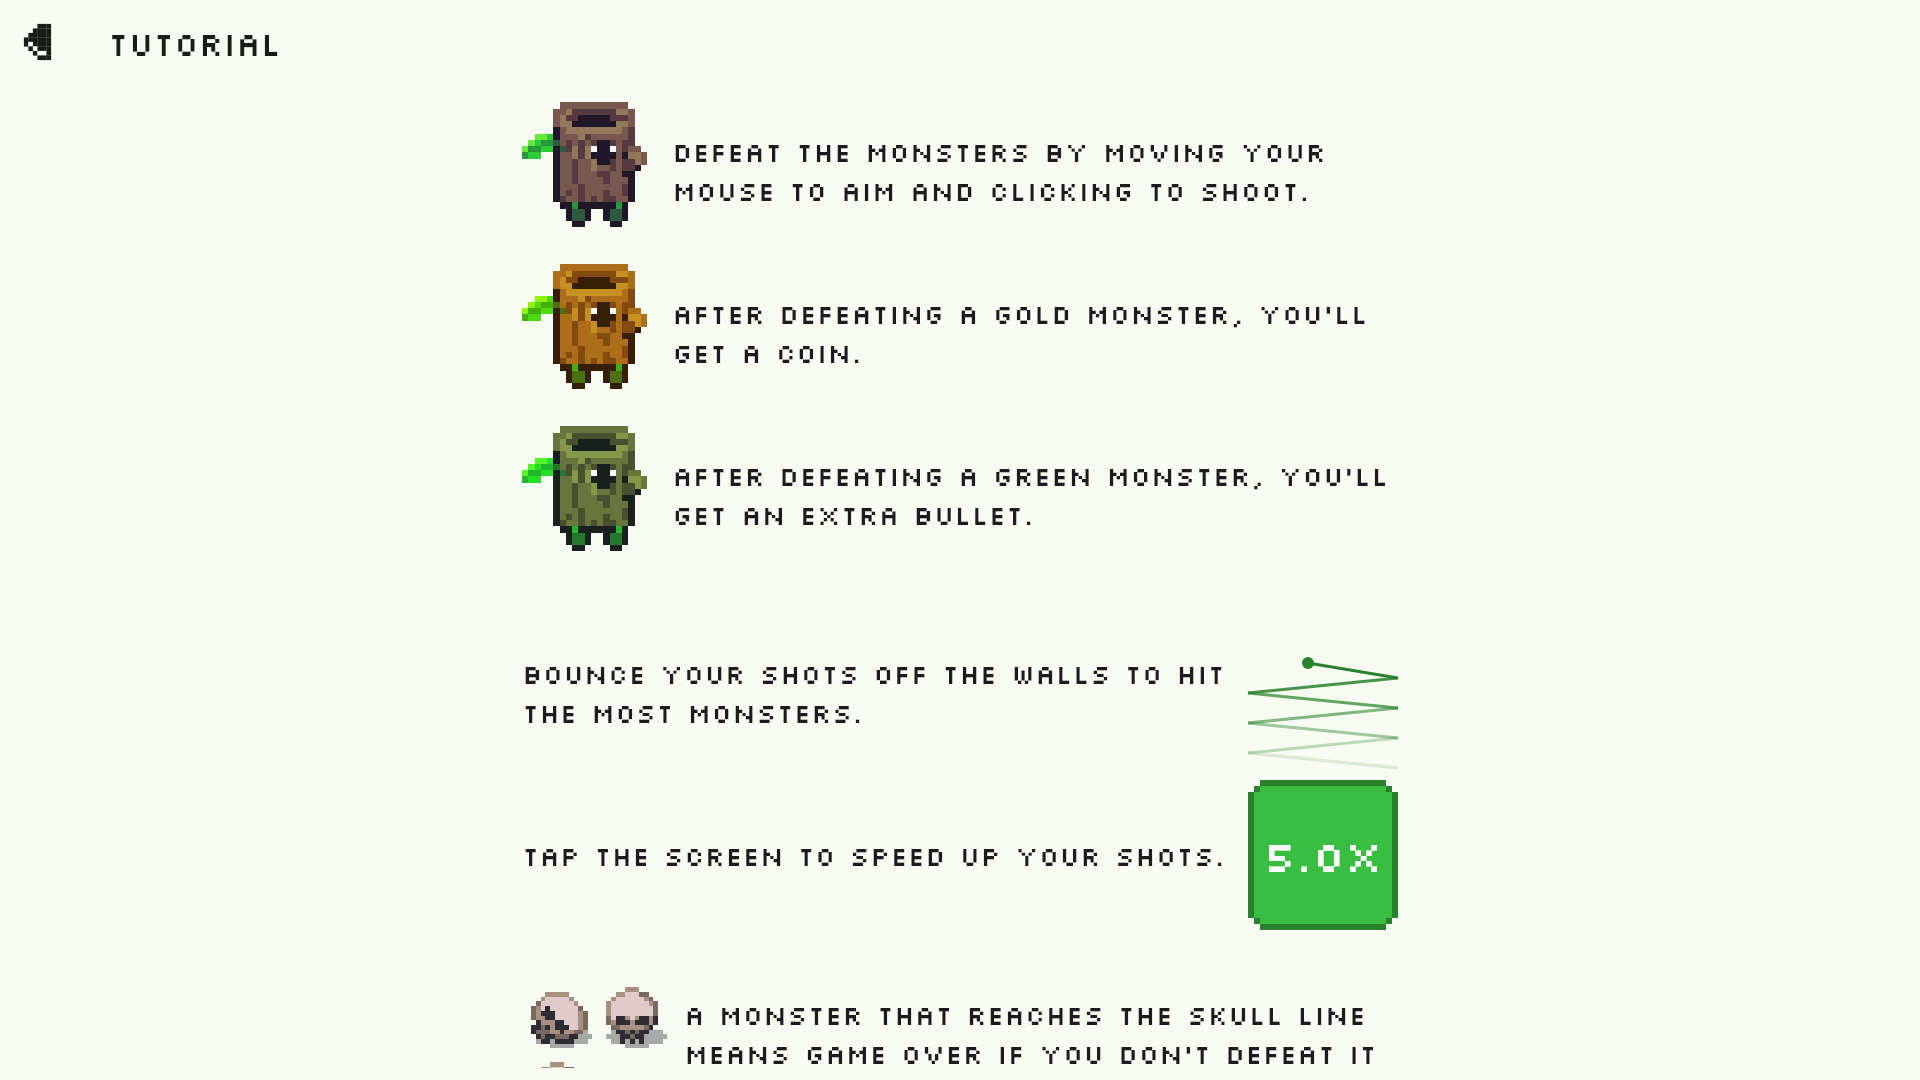 TUTORIAL
DEFEAT THE MONSTERS BY MOVING YOUR
MOUSE TO AIM AND CLICKING TO SHOOT.
AFTER DEFEATING A GOLD MONSTER, YOU'LL
GET A COIN.
AFTER DEFEATING A GREEN MONSTER, YOU'LL
GET AN EXTRA BULLET.
BOUNCE YOUR SHOTS OFF THE WALLS TO HIT
THE MOST MONSTERS.
TAP THE SCREEN TO SPEED UP YOUR SHOTS.
5.0X
A MONSTER THAT REACHES THE SKULL LINE
MEANS GAME OVER IF YOU DON'T DEFEAT IT